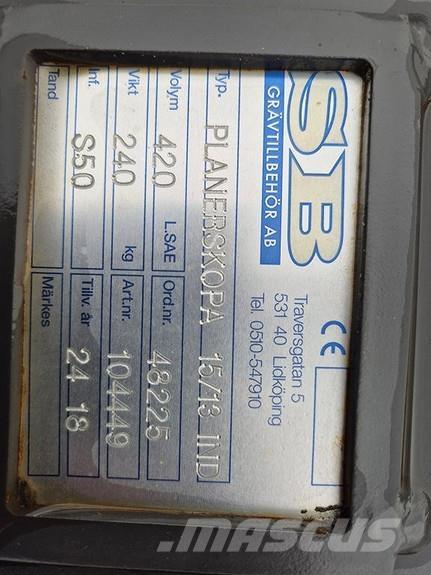 SB
GRÄVTILLBEHÖR AB
CE
Traversgatan 5
531 40 Lidköping
Tel. 0510-547910
Typ. PLANERSKOPA 15/13 IND
Volym 420 L.SAE Ord.nr. 48225
Vikt 240 kg Art.nr. 104449
Inf. S50 Tillv. år 24 18
Tand Märkes
MASCUS